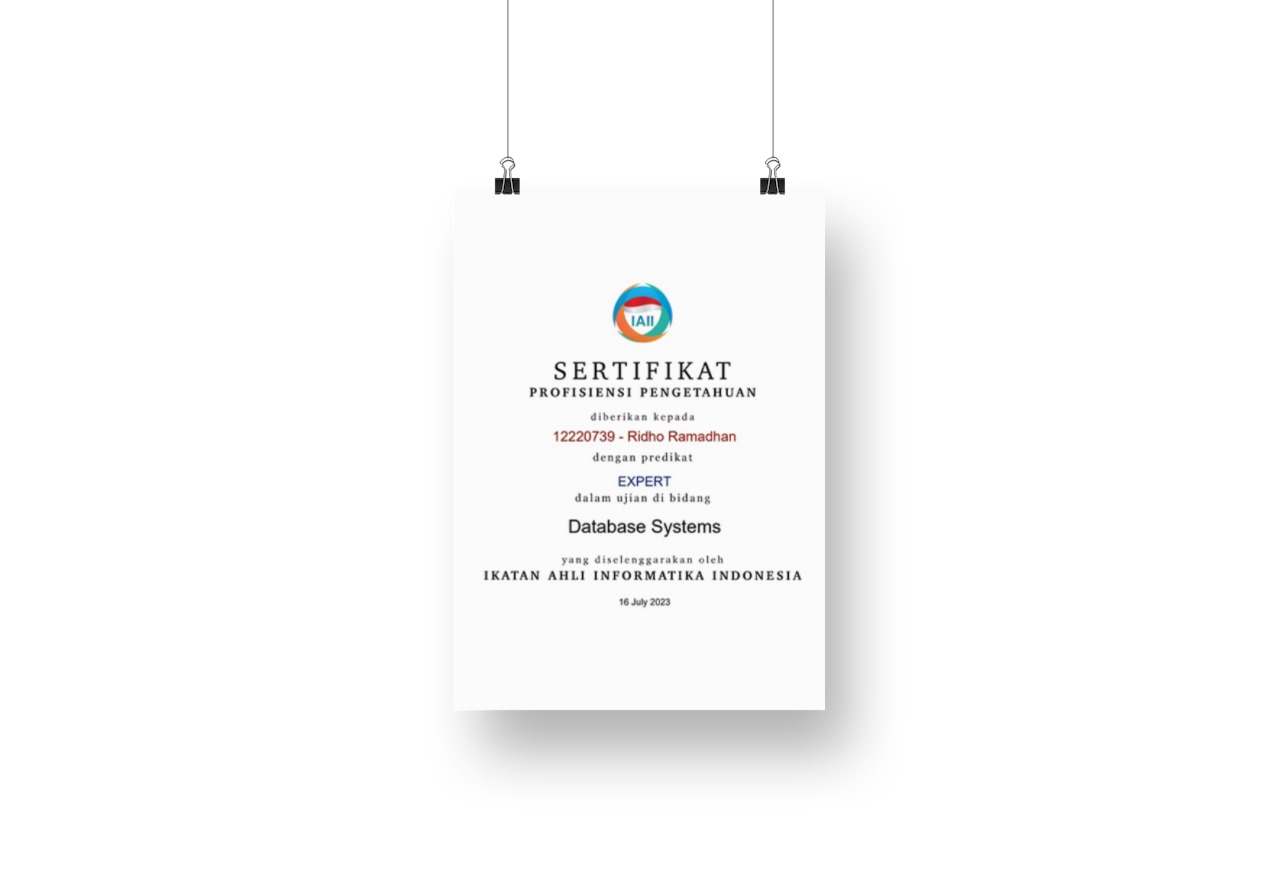 IAII
SERTIFIKAT
PROFISIENSI PENGETAHUAN
diberikan kepada
12220739 - Ridho Ramadhan
dengan predikat
EXPERT
dalam ujian di bidang
Database Systems
yang diselenggarakan oleh
IKATAN AHLI INFORMATIKA INDONESIA
16 July 2023